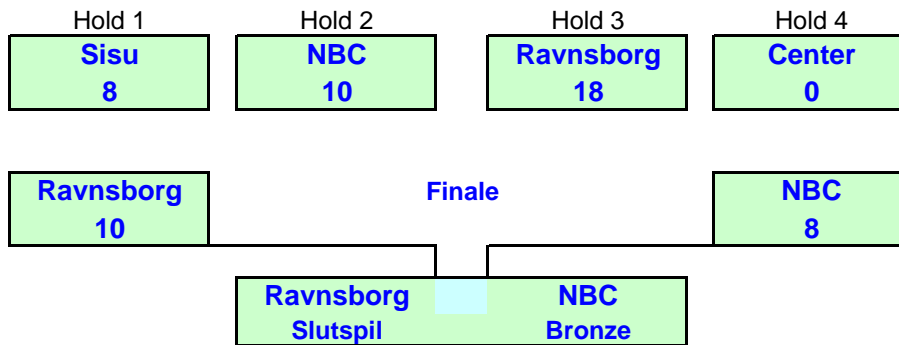 Hold 1 Hold 2 Hold 3 Hold 4
Sisu NBC Ravnsborg Center
8 10 18 0
Ravnsborg Finale NBC
10 8
Ravnsborg NBC
Slutspil Bronze